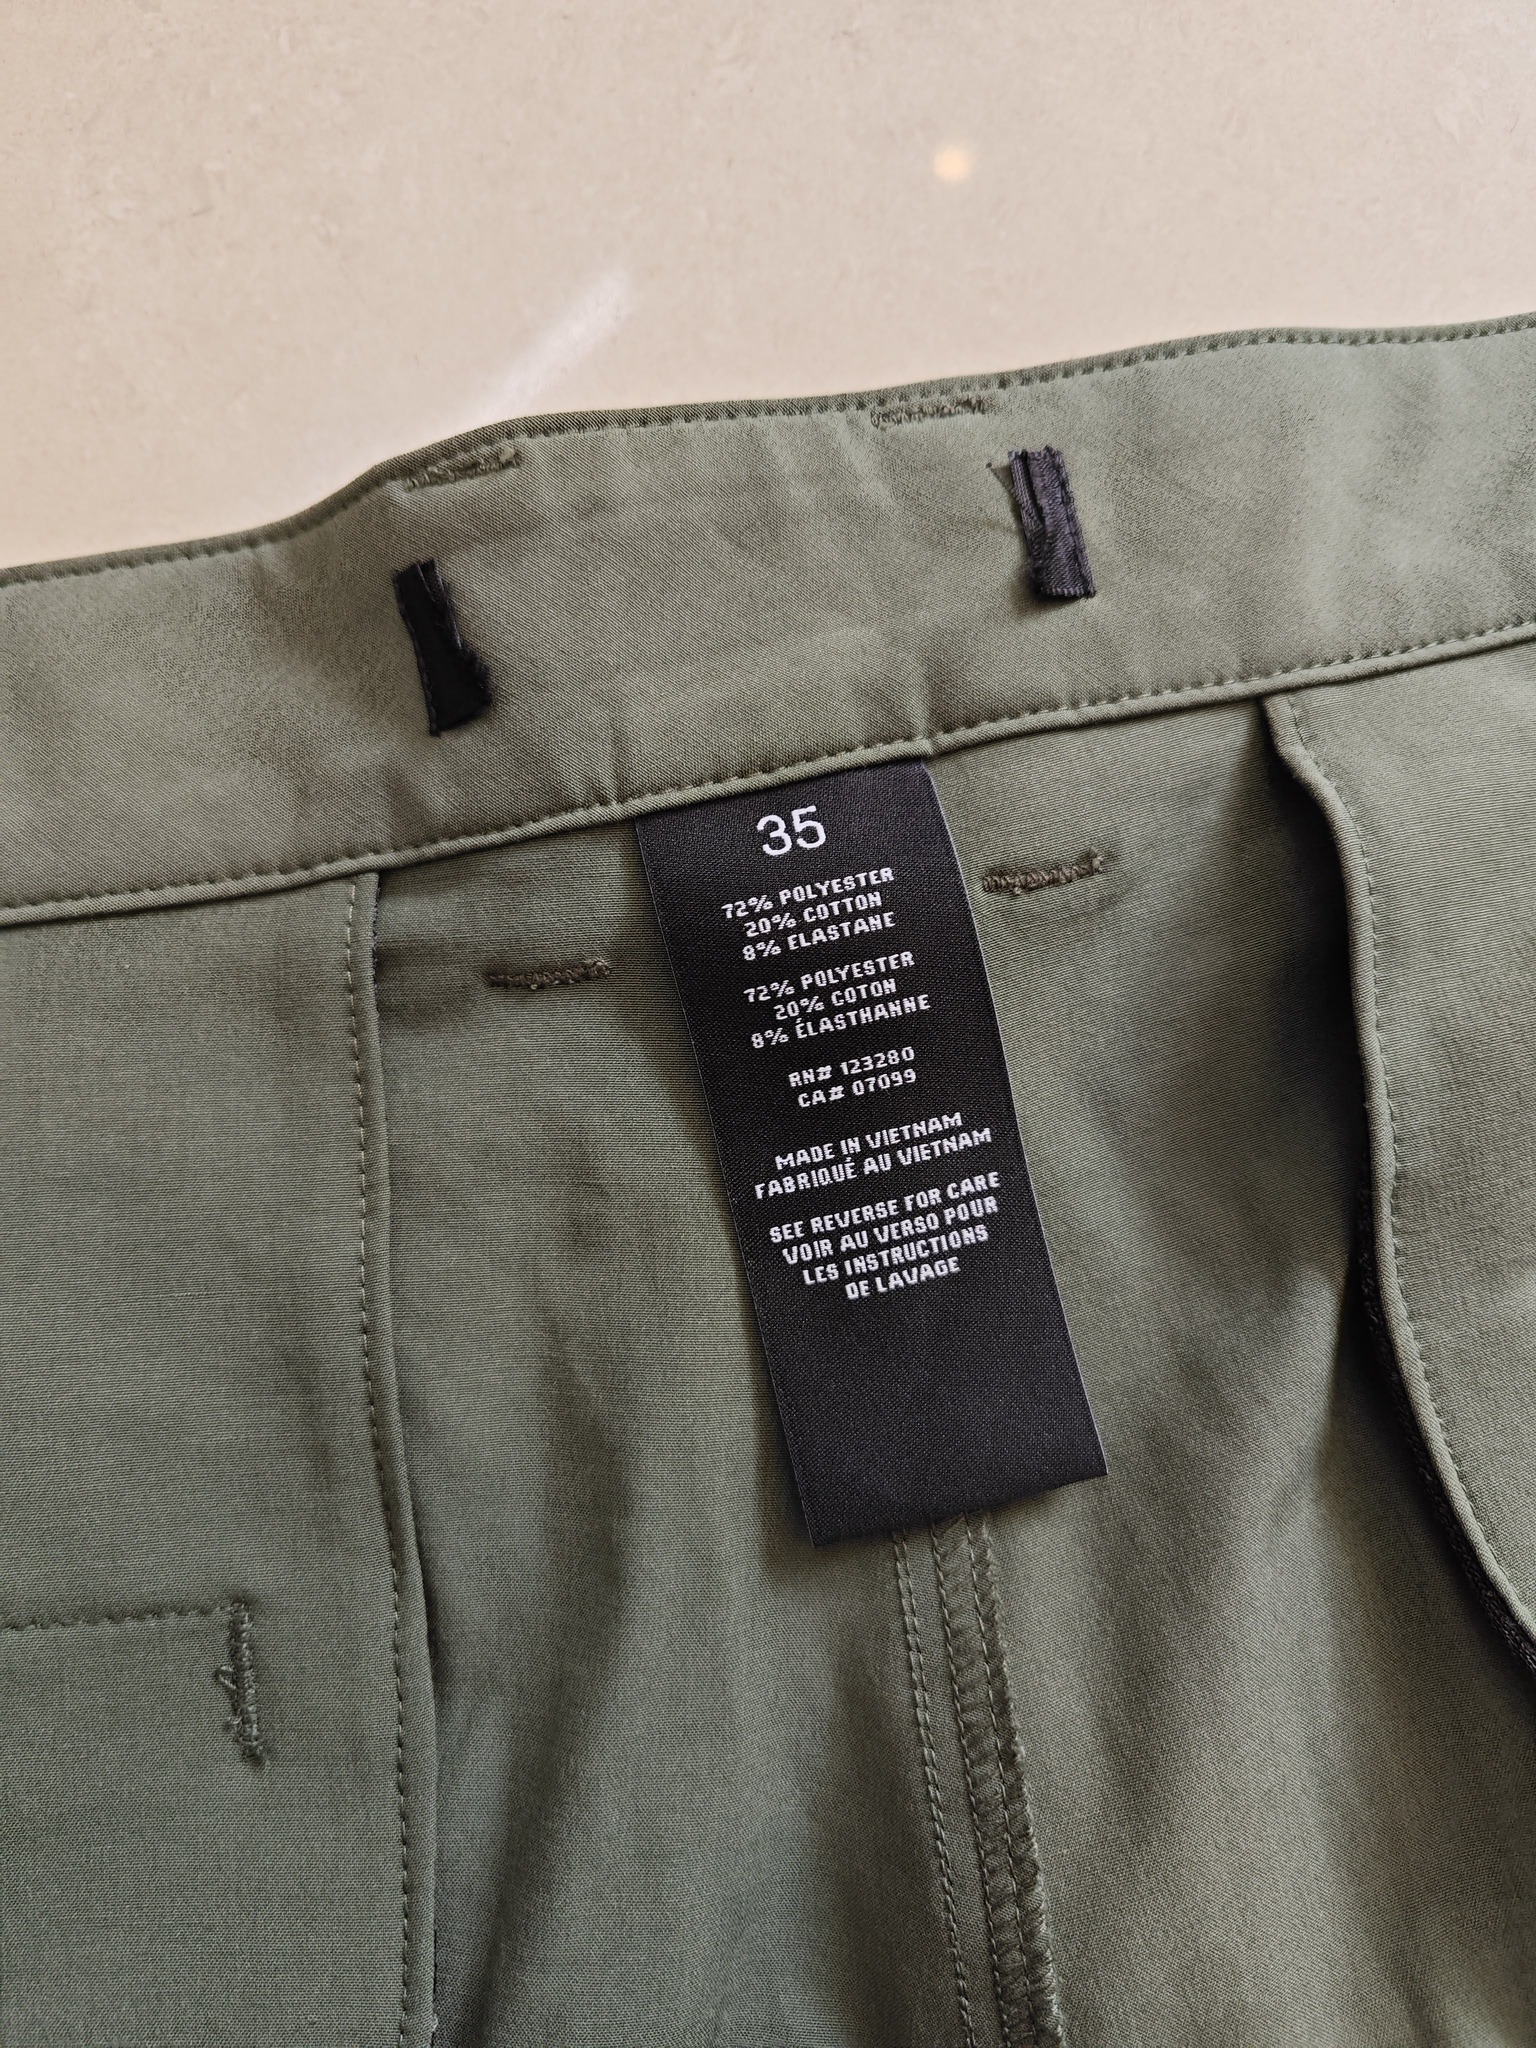 35
72% POLYESTER
20% COTTON
8% ELASTANE
72% POLYESTER
20% COTON
8% ÉLASTHANNE
RN# 123280
CA# 07099
MADE IN VIETNAM
FABRIQUÉ AU VIETNAM
SEE REVERSE FOR CARE
VOIR AU VERSO POUR
LES INSTRUCTIONS
DE LAVAGE